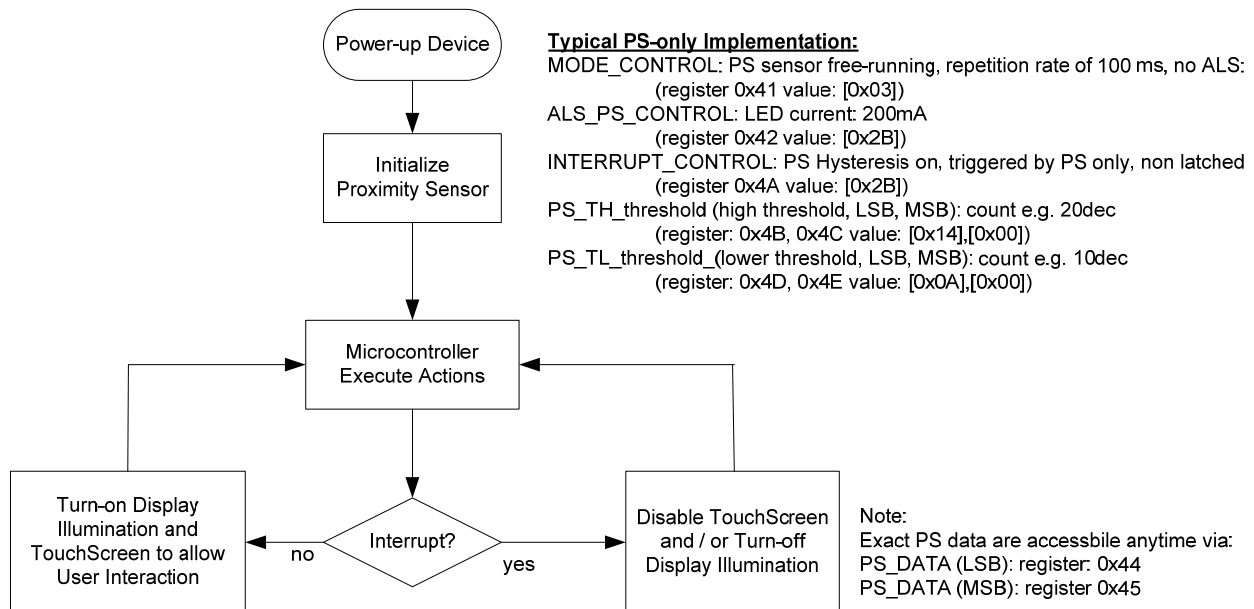 Power-up Device
Typical PS-only Implementation:
MODE_CONTROL: PS sensor free-running, repetition rate of 100 ms, no ALS:
(register 0x41 value: [0x03])
ALS_PS_CONTROL: LED current: 200mA
(register 0x42 value: [0x2B])
INTERRUPT_CONTROL: PS Hysteresis on, triggered by PS only, non latched
(register 0x4A value: [0x2B])
PS_TH_threshold (high threshold, LSB, MSB): count e.g. 20dec
(register: 0x4B, 0x4C value: [0x14],[0x00])
PS_TL_threshold_(lower threshold, LSB, MSB): count e.g. 10dec
(register: 0x4D, 0x4E value: [0x0A],[0x00])
Initialize
Proximity Sensor
Microcontroller
Execute Actions
Turn-on Display
Illumination and
TouchScreen to allow
User Interaction
no
Interrupt?
yes
Disable TouchScreen
and / or Turn-off
Display Illumination
Note:
Exact PS data are accessbile anytime via:
PS_DATA (LSB): register: 0x44
PS_DATA (MSB): register 0x45